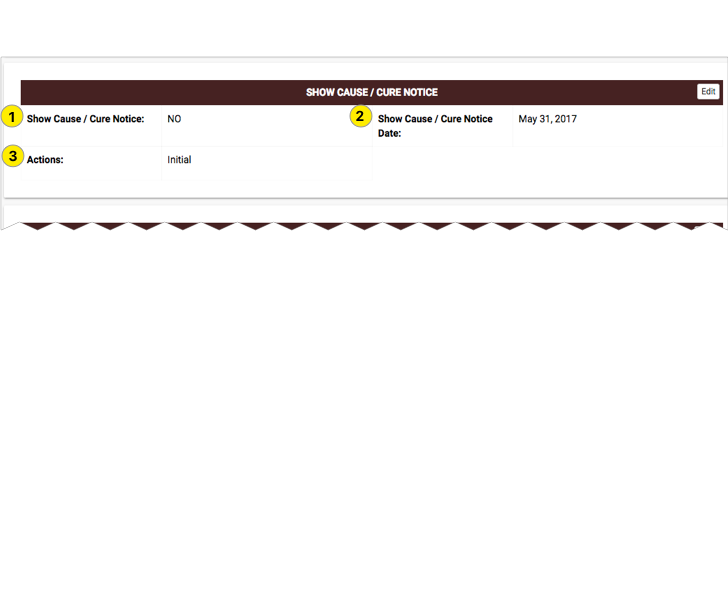 SHOW CAUSE / CURE NOTICE
Edit
1
Show Cause / Cure Notice:
NO
2
Show Cause / Cure Notice
Date:
May 31, 2017
3
Actions:
Initial